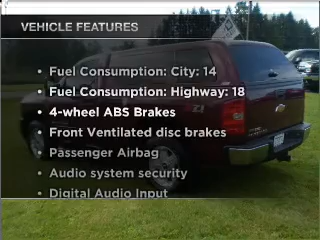 VEHICLE FEATURES
• Fuel Consumption: City: 14
• Fuel Consumption: Highway: 18
• 4-wheel ABS Brakes
• Front Ventilated disc brakes
• Passenger Airbag
• Audio system security
• Digital Audio Input